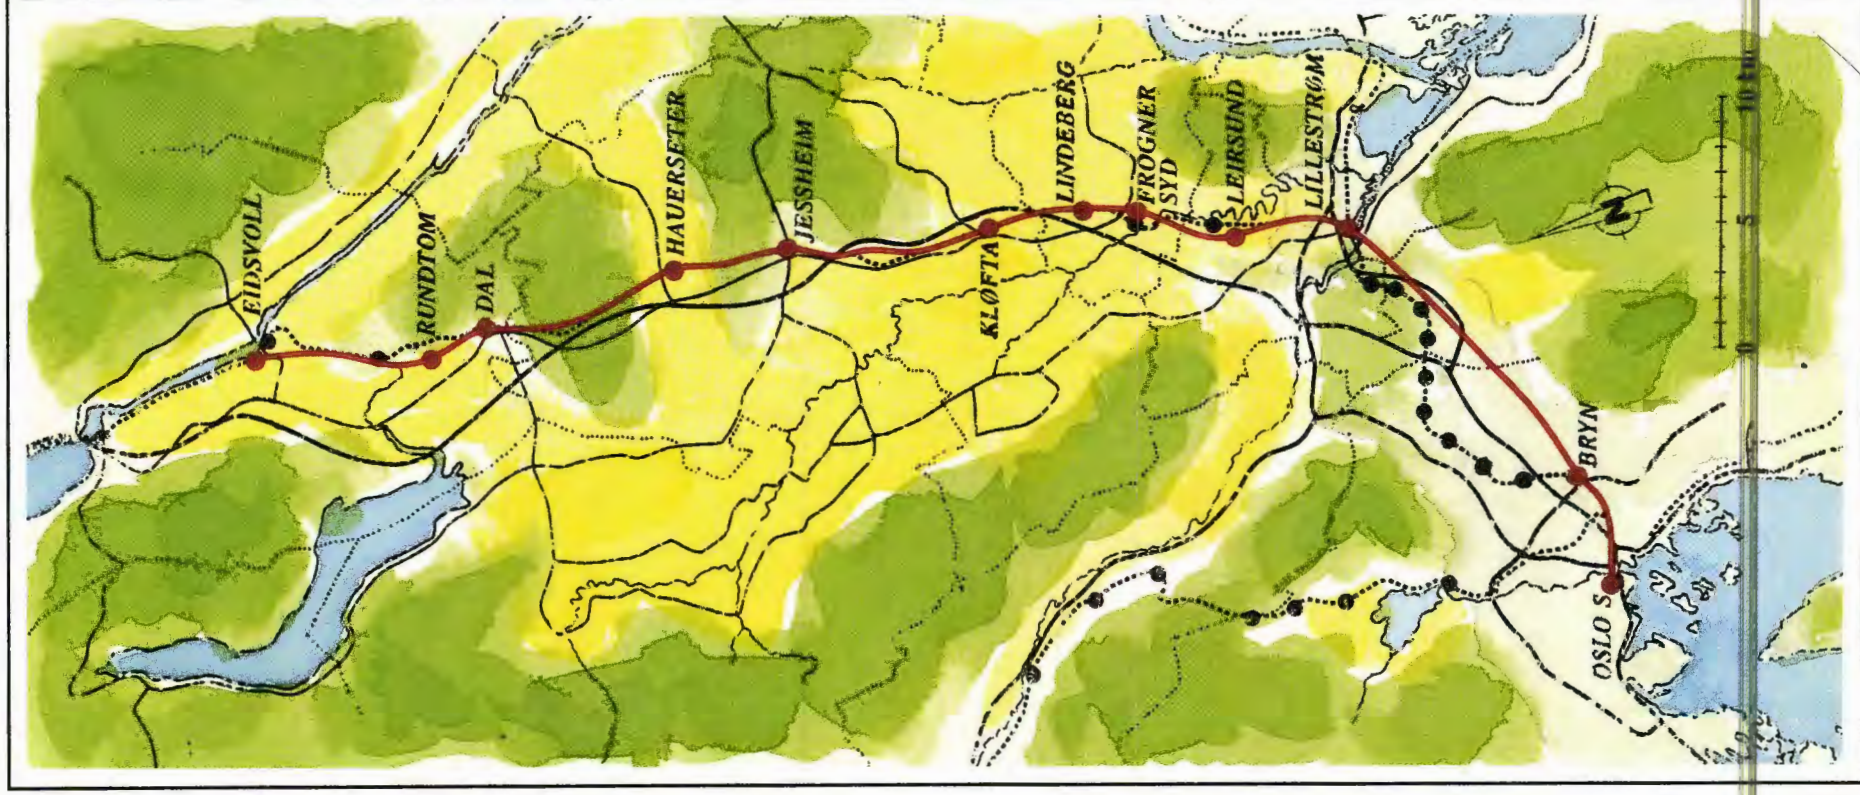 EIDSVOLL
RUNDTOM
DAL
HAUERSETER
JESSHEIM
KLØFTA
LINDEBERG
FROGNER
SYD
LEIRSUND
LILLESTRØM
BRYN
OSLO S
N
0
5
10 km